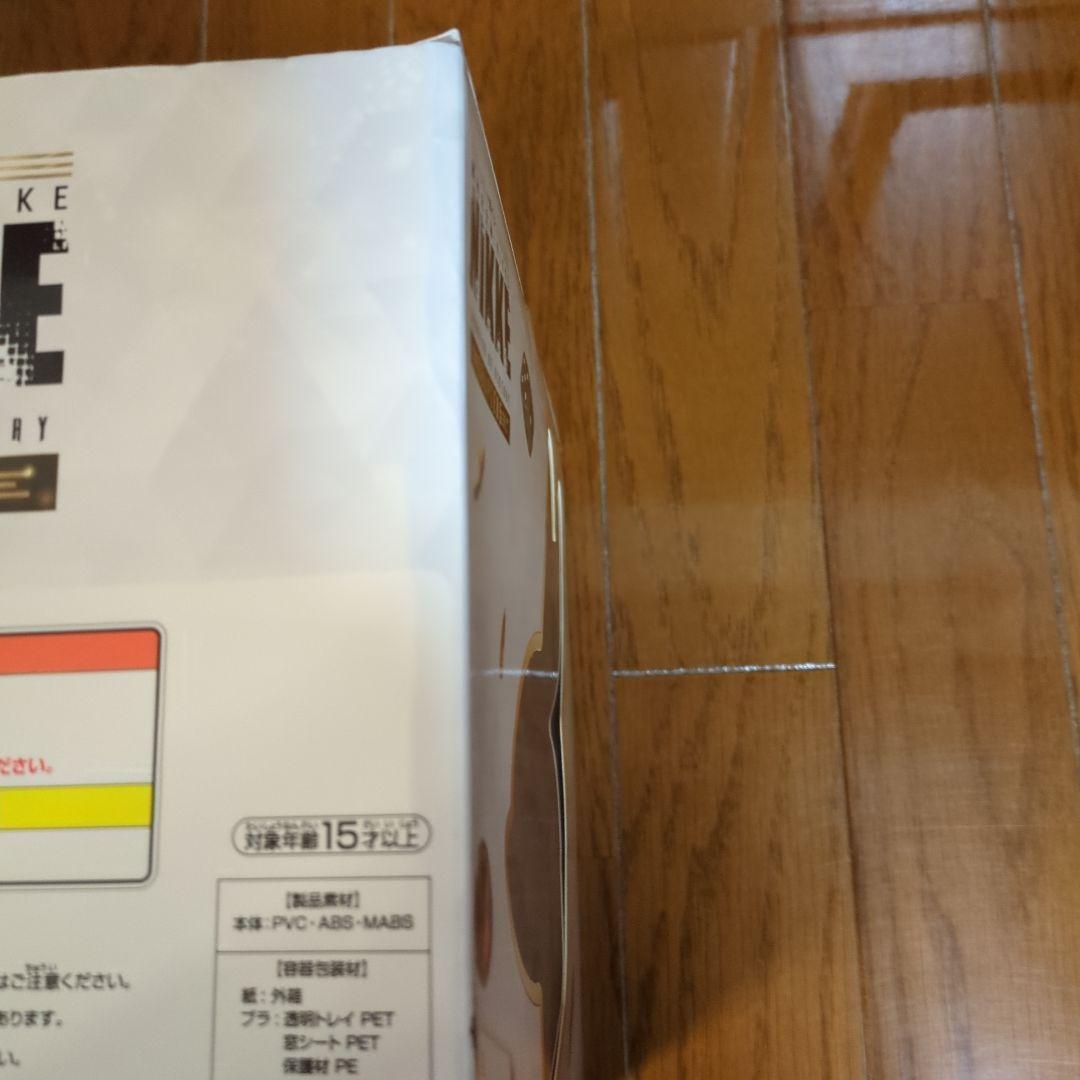 KE
E
RY
NIKKE
ださい。
対象年齢15才以上
【製品素材】
本体:PVC・ABS・MABS
【容器包装材】
はご注意ください。
紙:外箱
あります。
プラ:透明トレイ PET
窓シート PET
い。
保護材 PE